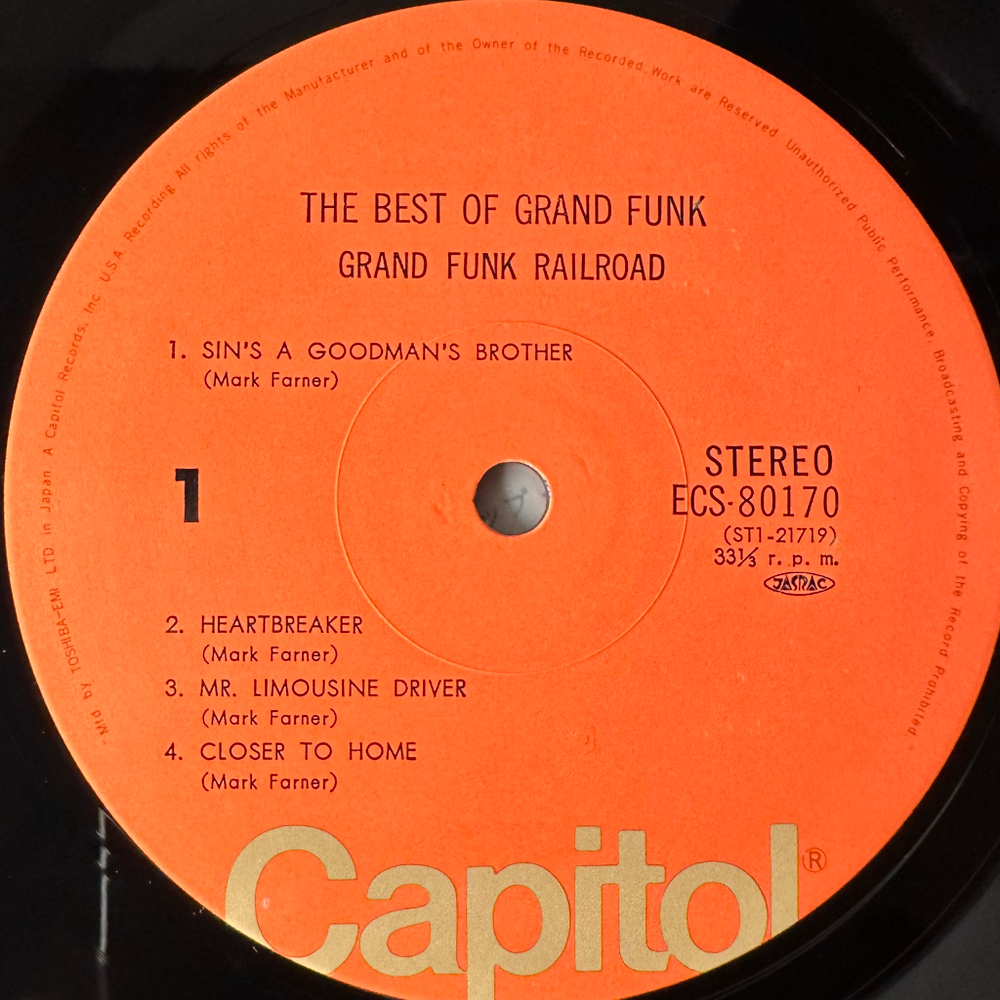 "Mfd by TOSHIBA-EMI LTD in Japan A Capitol Records, Inc. U.S.A. Recording All rights of the Manufacturer and of the Owner of the Recorded Work are Reserved Unauthorized Public Performance, Broadcasting and Copying of the Record Prohibited."
THE BEST OF GRAND FUNK
GRAND FUNK RAILROAD
1. SIN'S A GOODMAN'S BROTHER
(Mark Farner)
1
STEREO
ECS-80170
(ST1-21719)
33⅓ r. p. m.
JASRAC
2. HEARTBREAKER
(Mark Farner)
3. MR. LIMOUSINE DRIVER
(Mark Farner)
4. CLOSER TO HOME
(Mark Farner)
Capitol®